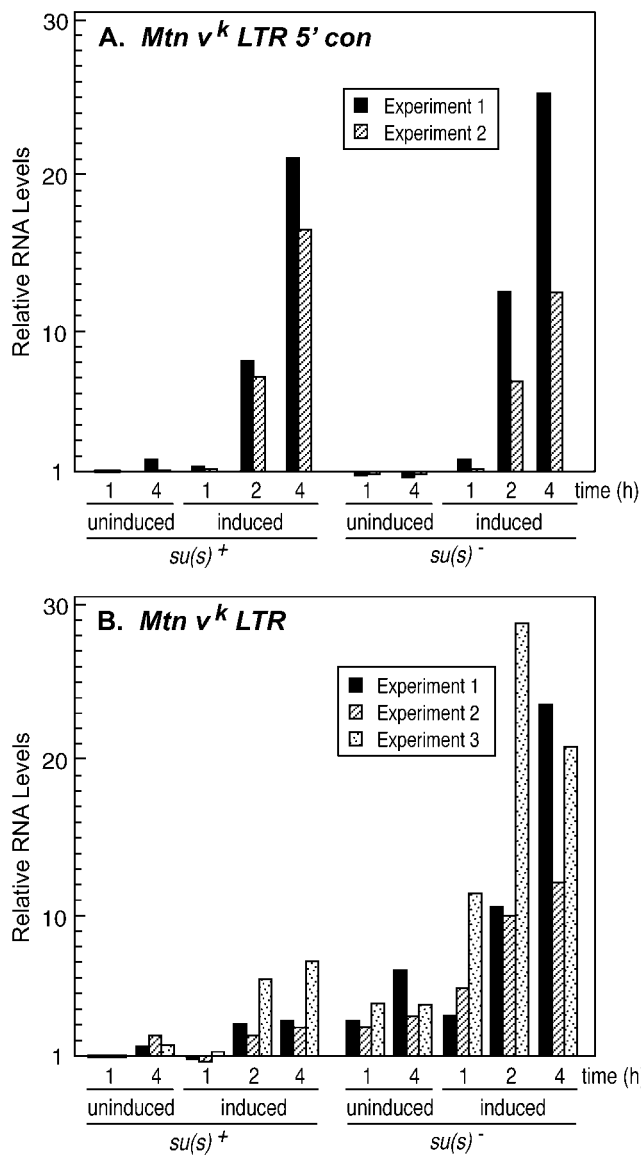 30
A. Mtn v^k LTR 5' con
Experiment 1
Experiment 2
20
Relative RNA Levels
10
1
1 4 1 2 4 1 4 1 2 4 time (h)
uninduced induced uninduced induced
su(s)^+ su(s)^-
30
B. Mtn v^k LTR
Experiment 1
Experiment 2
Experiment 3
20
Relative RNA Levels
10
1
1 4 1 2 4 1 4 1 2 4 time (h
uninduced induced uninduced induced
su(s)^+ su(s)^-